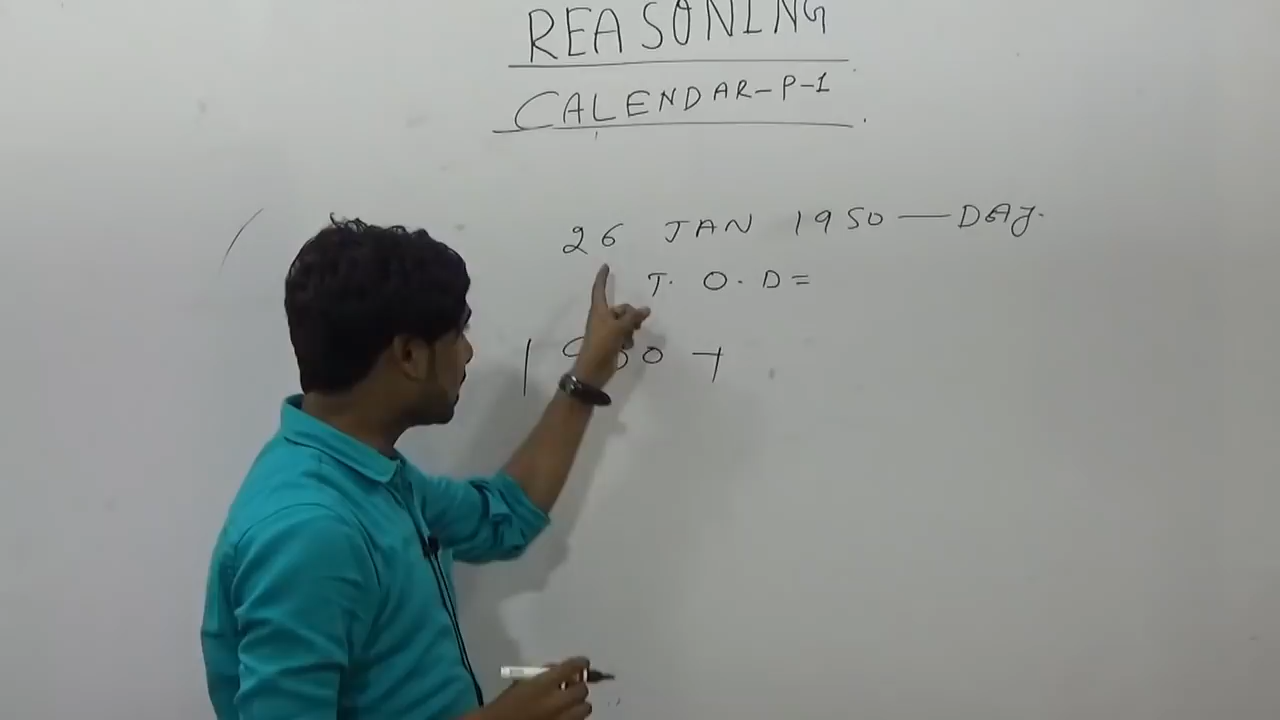 REASONING
CALENDAR-P-1
26 JAN 1950 — DAY.
T. O. D =